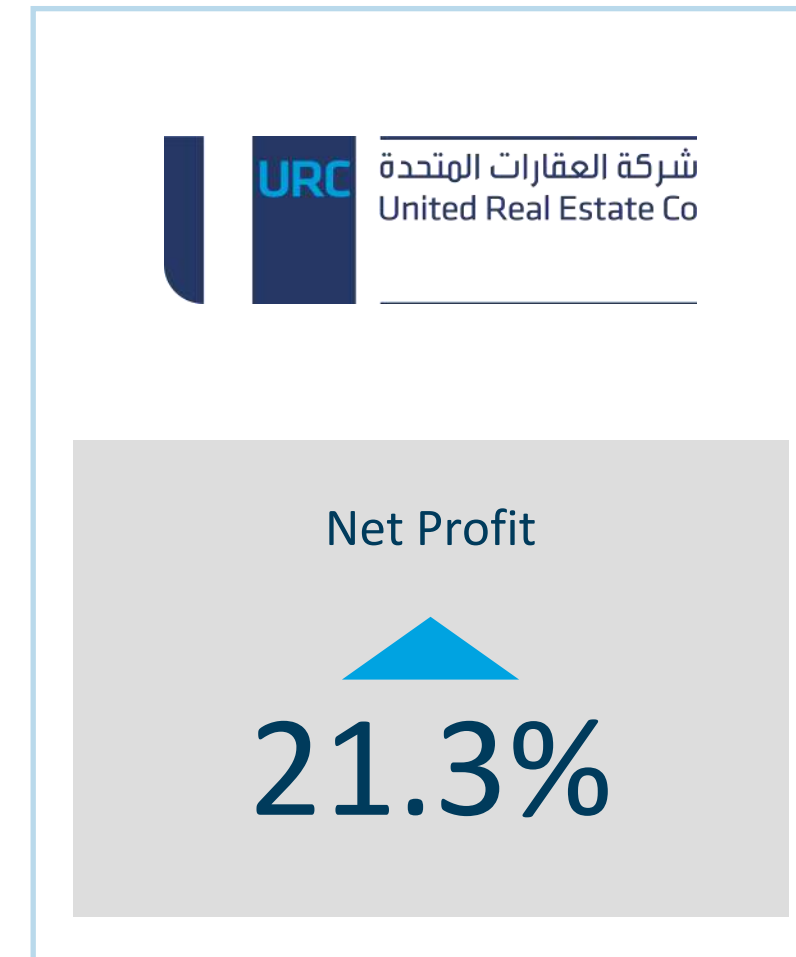 URC
شركة العقارات المتحدة
United Real Estate Co
Net Profit
21.3%